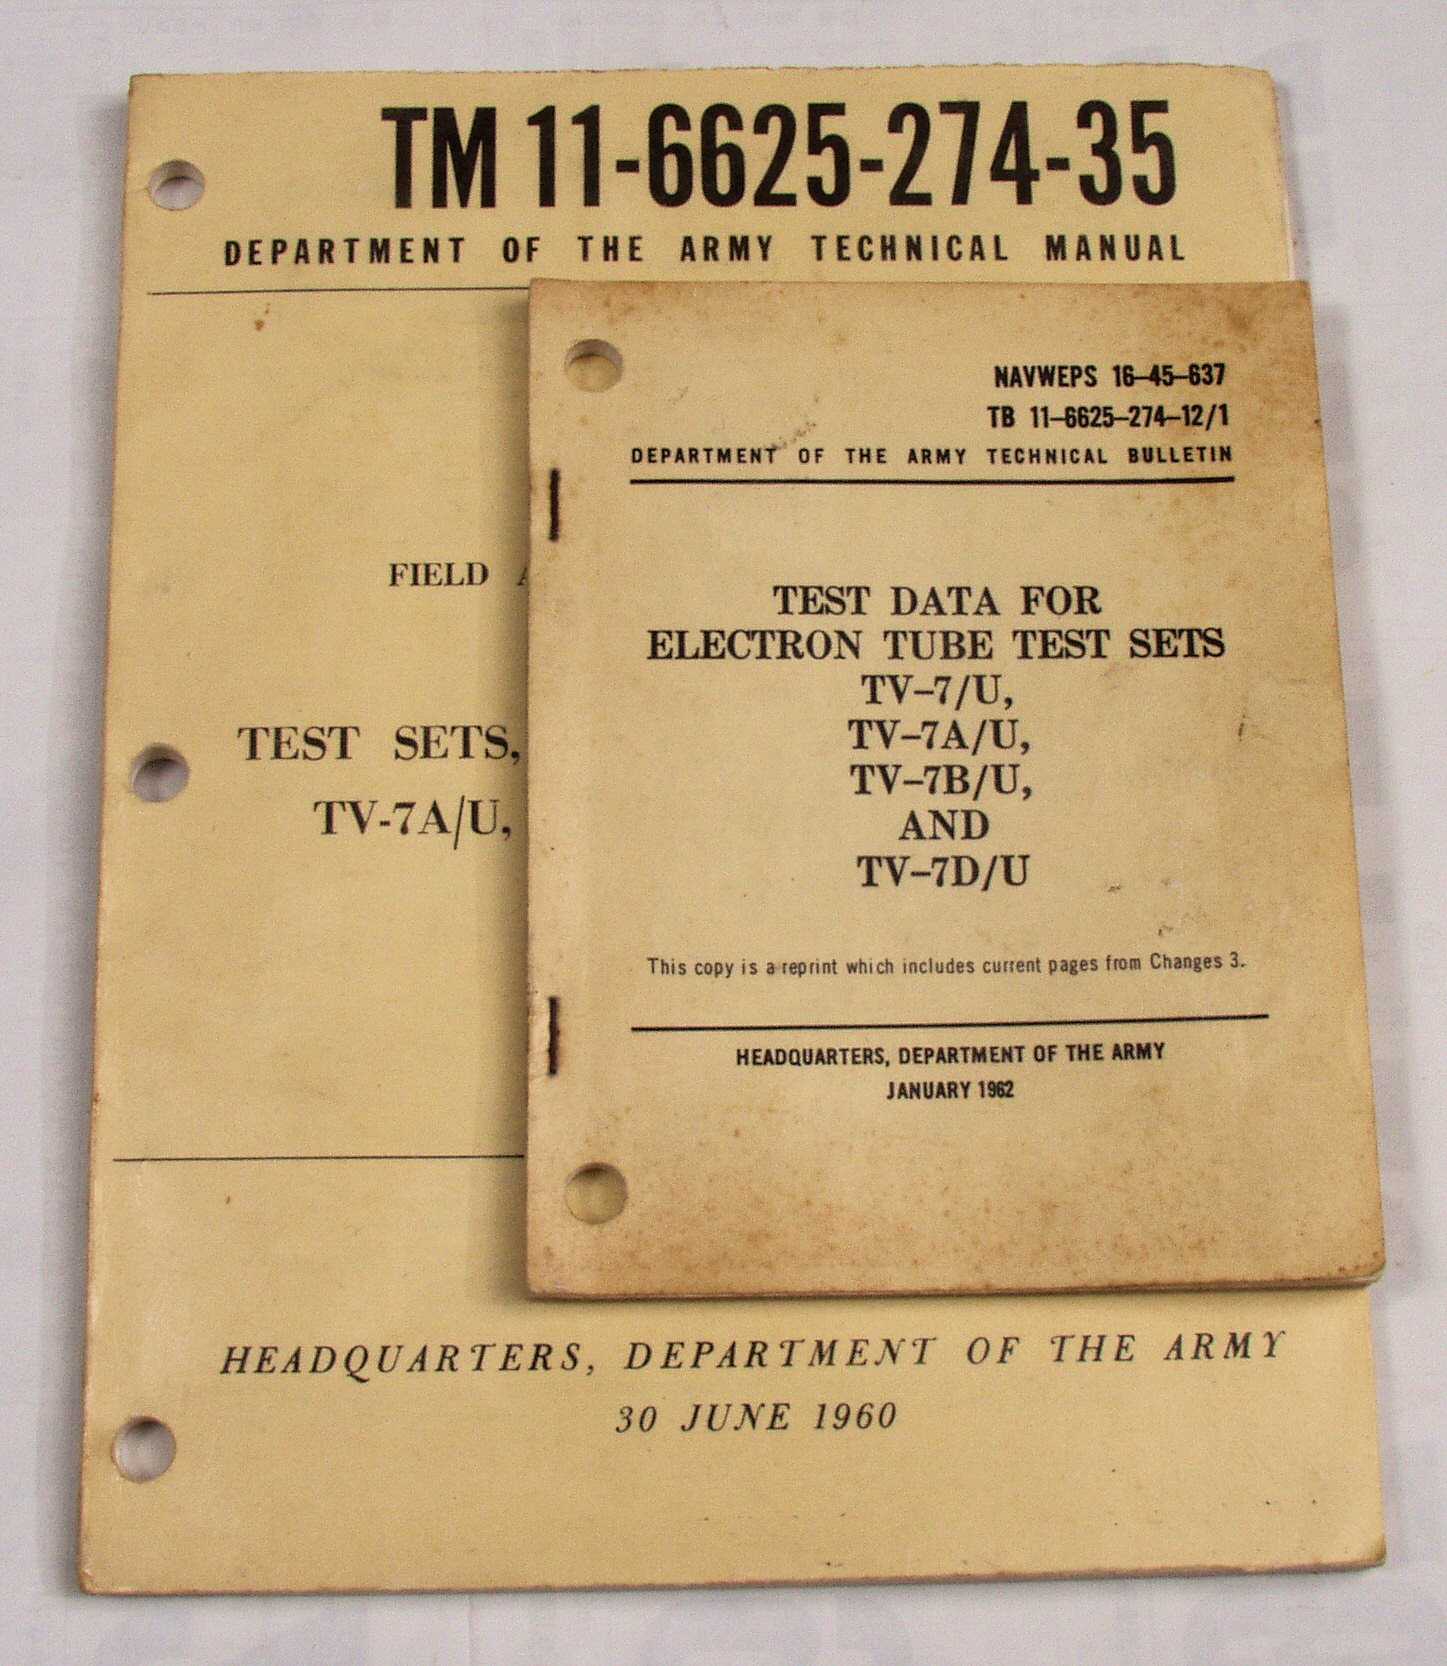 TM 11-6625-274-35
DEPARTMENT OF THE ARMY TECHNICAL MANUAL
FIELD
TEST SETS,
TV-7A/U,
HEADQUARTERS, DEPARTMENT OF THE ARMY
30 JUNE 1960
NAVWEPS 16-45-637
TB 11-6625-274-12/1
DEPARTMENT OF THE ARMY TECHNICAL BULLETIN
TEST DATA FOR
ELECTRON TUBE TEST SETS
TV-7/U,
TV-7A/U,
TV-7B/U,
AND
TV-7D/U
This copy is a reprint which includes current pages from Changes 3.
HEADQUARTERS, DEPARTMENT OF THE ARMY
JANUARY 1962